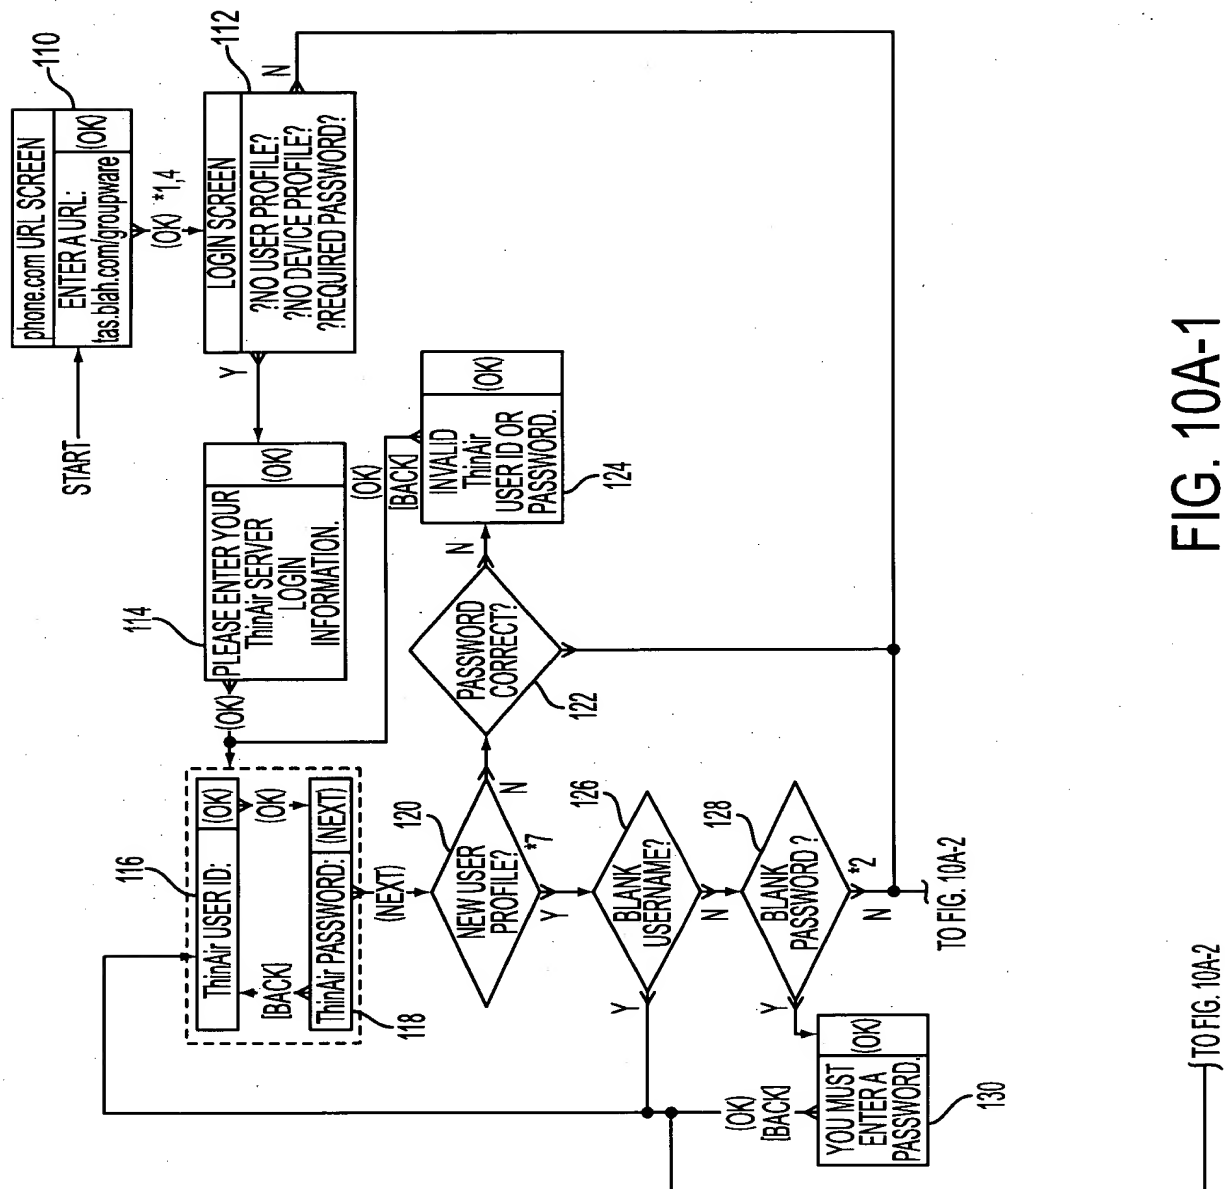 START
phone.com URL SCREEN
ENTER A URL:
tas.blah.com/groupware
(OK)
110
(OK) *1,4
LOGIN SCREEN
?NO USER PROFILE?
?NO DEVICE PROFILE?
?REQUIRED PASSWORD?
112
N
Y
114
PLEASE ENTER YOUR
ThinAir SERVER
LOGIN
INFORMATION.
(OK)
(OK)
116
ThinAir USER ID:
(OK)
[BACK]
(OK)
ThinAir PASSWORD:
(NEXT)
118
(NEXT)
120
NEW USER
PROFILE?
*7
N
Y
PASSWORD
CORRECT?
122
N
INVALID
ThinAir
USER ID OR
PASSWORD.
(OK)
124
(OK)
[BACK]
126
BLANK
USERNAME?
Y
N
128
BLANK
PASSWORD ?
*2
Y
N
YOU MUST
ENTER A
PASSWORD.
(OK)
130
(OK)
[BACK]
TO FIG. 10A-2
TO FIG. 10A-2
FIG. 10A-1